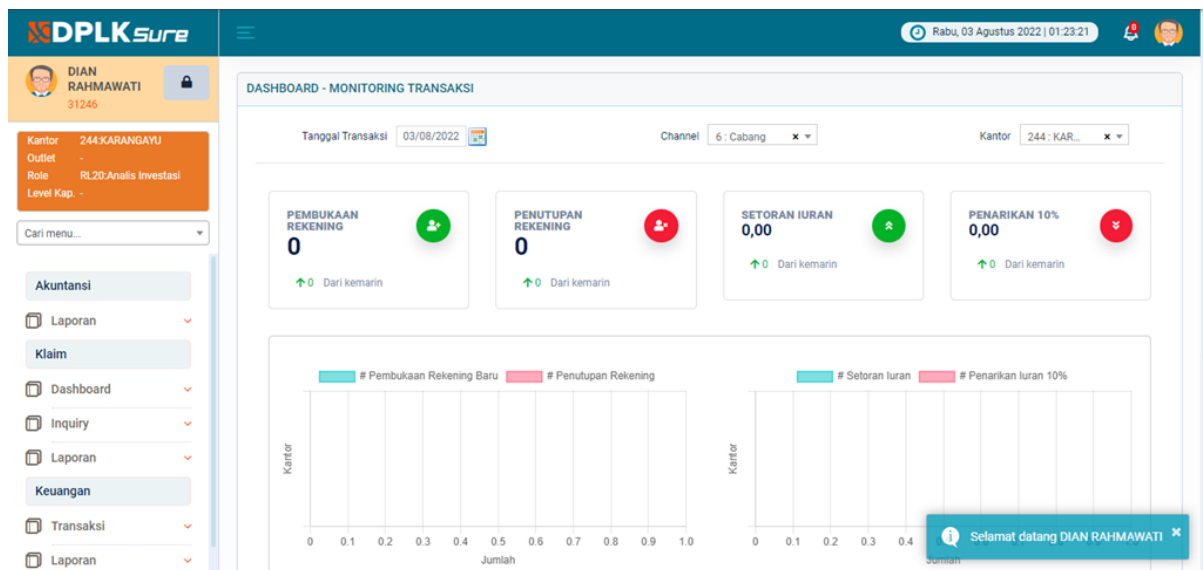 DPLKSure
Rabu, 03 Agustus 2022 | 01:23:21
0
DIAN
RAHMAWATI
31246
Kantor 244:KARANGAYU
Outlet -
Role RL20:Analis Investasi
Level Kap. -
Cari menu...
Akuntansi
Laporan
Klaim
Dashboard
Inquiry
Laporan
Keuangan
Transaksi
Laporan
DASHBOARD - MONITORING TRANSAKSI
Tanggal Transaksi 03/08/2022
Channel 6 : Cabang ×
Kantor 244 : KAR... ×
PEMBUKAAN
REKENING
0
0 Dari kemarin
PENUTUPAN
REKENING
0
0 Dari kemarin
SETORAN IURAN
0,00
0 Dari kemarin
PENARIKAN 10%
0,00
0 Dari kemarin
# Pembukaan Rekening Baru # Penutupan Rekening
Kantor
0 0.1 0.2 0.3 0.4 0.5 0.6 0.7 0.8 0.9 1.0
Jumlah
# Setoran Iuran # Penarikan Iuran 10%
Kantor
0 0.1 0.2 0.3 0.4
Jumlah
Selamat datang DIAN RAHMAWATI ×